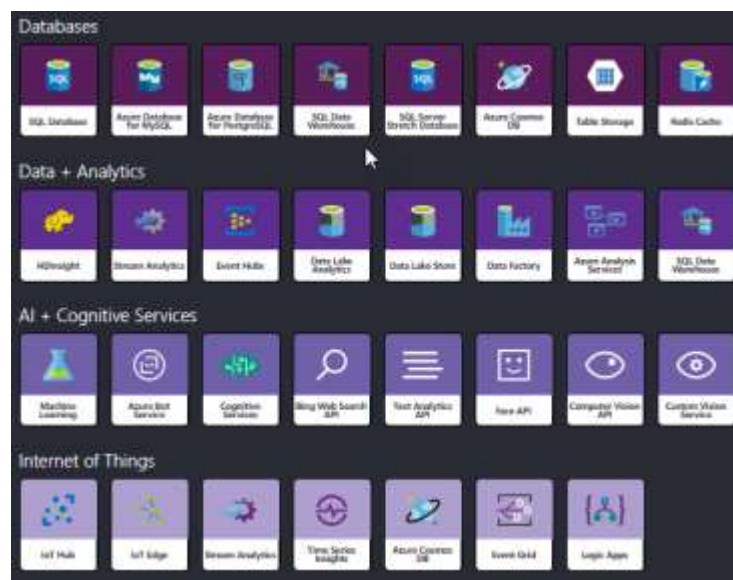 Databases
SQL
My
SQL
SQL Database
Azure Database
for MySQL
Azure Database
for PostgreSQL
SQL Data
Warehouse
SQL Server
Stretch Database
Azure Cosmos
DB
Table Storage
Redis Cache
Data + Analytics
HDInsight
Stream Analytics
Event Hubs
Data Lake
Analytics
Data Lake Store
Data Factory
Azure Analysis
Services
SQL Data
Warehouse
AI + Cognitive Services
Machine
Learning
Azure Bot
Service
Cognitive
Services
Bing Web Search
API
Text Analytics
API
Face API
Computer Vision
API
Custom Vision
Service
Internet of Things
IoT Hub
IoT Edge
Stream Analytics
Time Series
Insights
Azure Cosmos
DB
Event Grid
Logic Apps